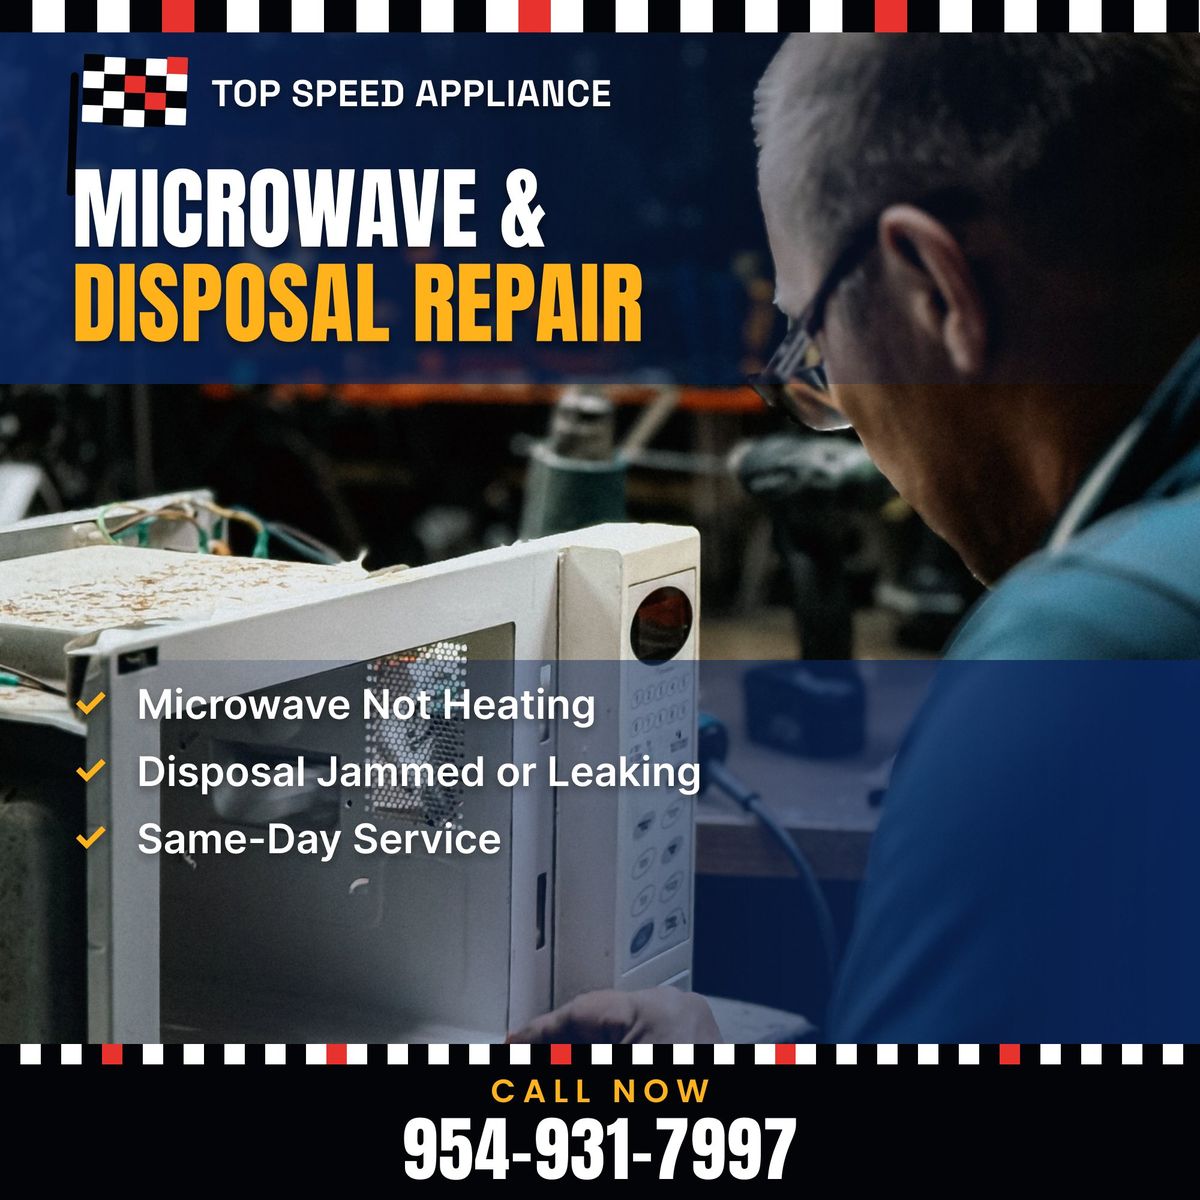 TOP SPEED APPLIANCE
MICROWAVE &
DISPOSAL REPAIR
Microwave Not Heating
Disposal Jammed or Leaking
Same-Day Service
CALL NOW
954-931-7997